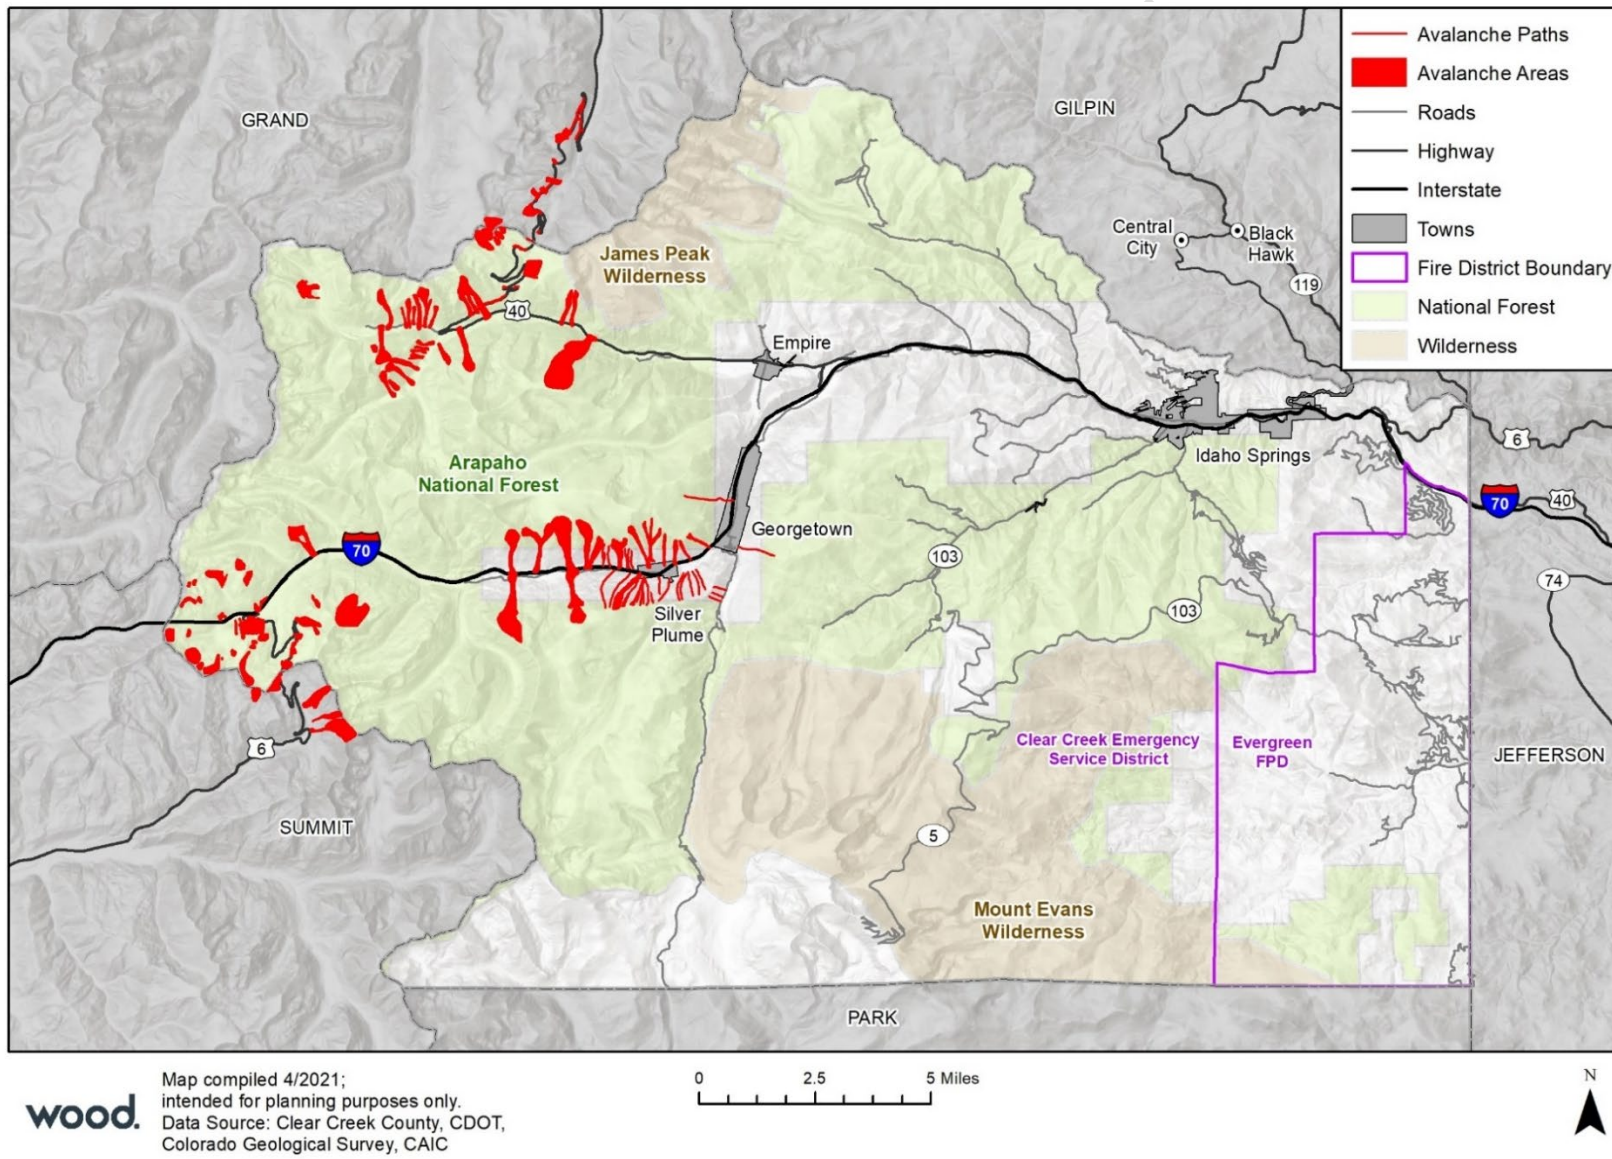 GRAND
GILPIN
Avalanche Paths
Avalanche Areas
Roads
Highway
Interstate
Towns
Fire District Boundary
National Forest
Wilderness
Central
City
Black
Hawk
119
James Peak
Wilderness
40
Empire
Idaho Springs
6
70
40
Arapaho
National Forest
Georgetown
70
103
74
103
Silver
Plume
6
Clear Creek Emergency
Service District
Evergreen
FPD
JEFFERSON
SUMMIT
5
Mount Evans
Wilderness
PARK
wood.
Map compiled 4/2021;
intended for planning purposes only.
Data Source: Clear Creek County, CDOT,
Colorado Geological Survey, CAIC
0 2.5 5 Miles
N